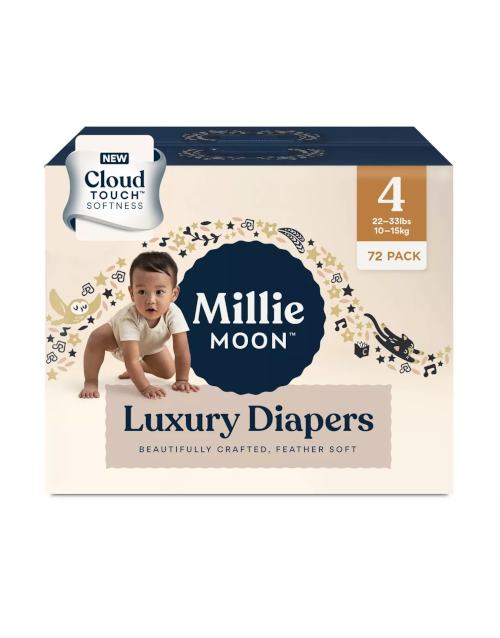 NEW
Cloud
TOUCH™
SOFTNESS
4
22–33lbs
10–15kg
72 PACK
Millie
MOON™
Luxury Diapers
BEAUTIFULLY CRAFTED, FEATHER SOFT